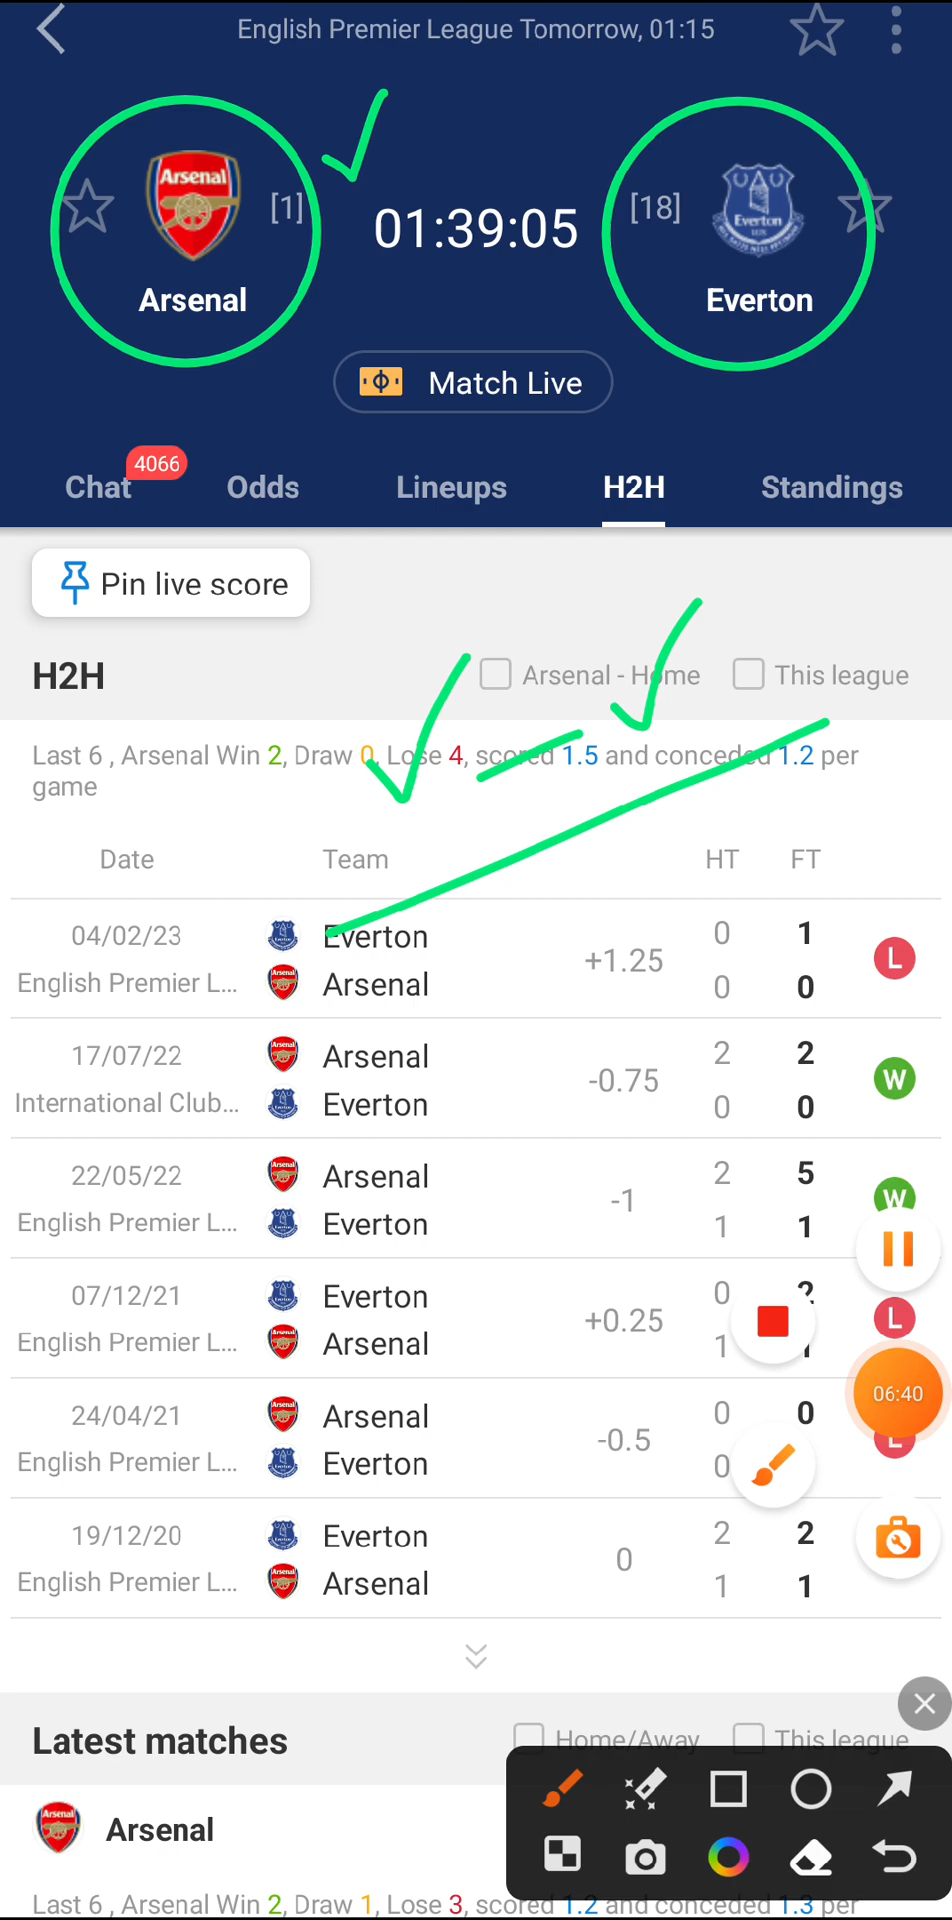 English Premier League Tomorrow, 01:15
Arsenal
[1]
01:39:05
[18]
Everton
Arsenal
Everton
Match Live
4066
Chat
Odds
Lineups
H2H
Standings
Pin live score
H2H
Arsenal - Home
This league
Last 6 , Arsenal Win 2, Draw 0, Lose 4, scored 1.5 and conceded 1.2 per
game
Date
Team
HT
FT
04/02/23 Everton 0 1
+1.25 L
English Premier L... Arsenal 0 0
17/07/22 Arsenal 2 2
-0.75 W
International Club... Everton 0 0
22/05/22 Arsenal 2 5
-1 W
English Premier L... Everton 1 1
07/12/21 Everton 0 2
+0.25 L
English Premier L... Arsenal 1 1
06:40
24/04/21 Arsenal 0 0
-0.5 L
English Premier L... Everton 0
19/12/20 Everton 2 2
0
English Premier L... Arsenal 1 1
Latest matches
Home/Away
This league
Arsenal
Arsenal
Last 6 , Arsenal Win 2, Draw 1, Lose 3, scored 1.2 and conceded 1.3 per